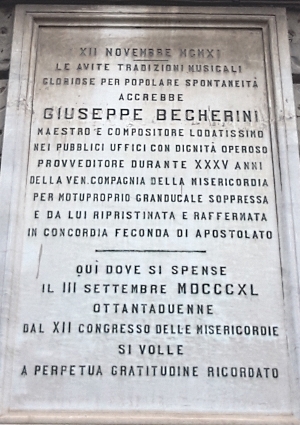 XII NOVEMBRE MCMXI
LE AVITE TRADIZIONI MUSICALI
GLORIOSE PER POPOLARE SPONTANEITÀ
ACCREBBE
GIUSEPPE BECHERINI
MAESTRO E COMPOSITORE LODATISSIMO
NEI PUBBLICI UFFICI CON DIGNITÀ OPEROSO
PROVVEDITORE DURANTE XXXV ANNI
DELLA VEN. COMPAGNIA DELLA MISERICORDIA
PER MOTUPROPRIO GRANDUCALE SOPPRESSA
E DA LUI RIPRISTINATA E RAFFERMATA
IN CONCORDIA FECONDA DI APOSTOLATO
QUI DOVE SI SPENSE
IL III SETTEMBRE MDCCCXL
OTTANTADUENNE
DAL XII CONGRESSO DELLE MISERICORDIE
SI VOLLE
A PERPETUA GRATITUDINE RICORDATO